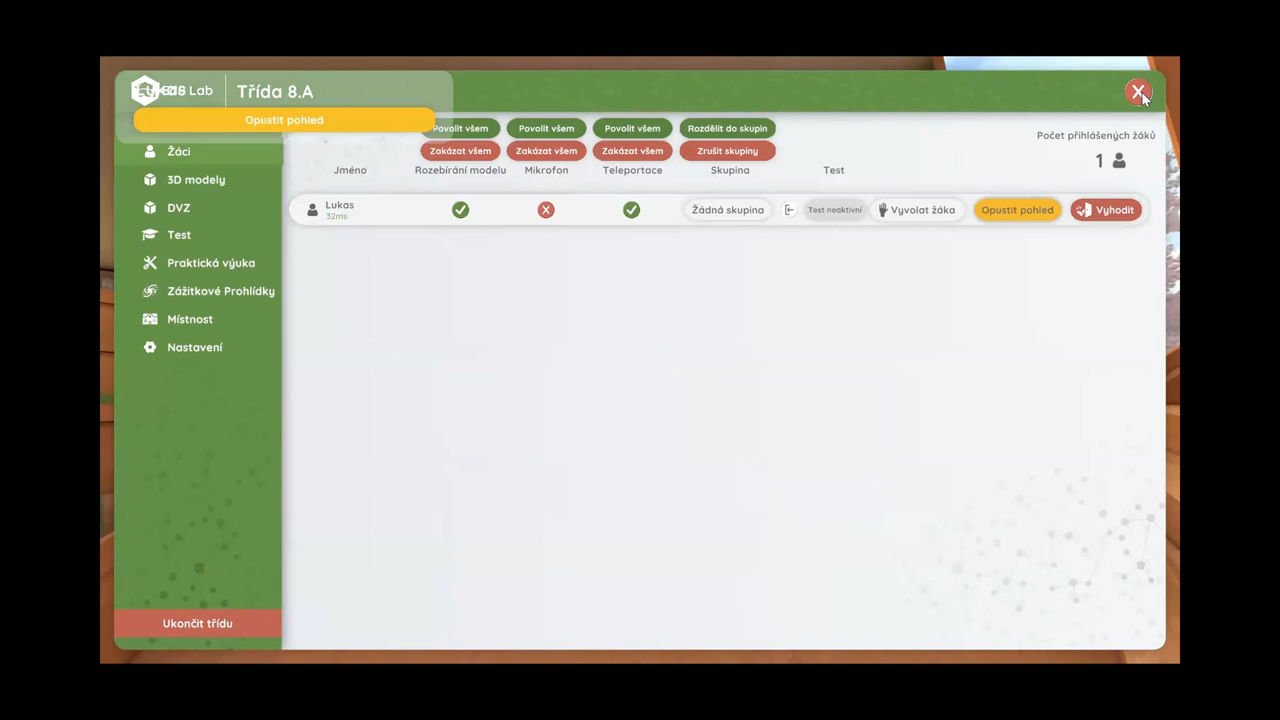 Lab Třída 8.A
Opustit pohled
Povolit všem Povolit všem Povolit všem Rozdělit do skupin
Zakázat všem Zakázat všem Zakázat všem Zrušit skupiny
Počet přihlášených žáků
1
Jméno Rozebírání modelu Mikrofon Teleportace Skupina Test
Lukas
32ms
Žádná skupina Test neaktivní Vyvolat žáka Opustit pohled Vyhodit
Žáci
3D modely
DVZ
Test
Praktická výuka
Zážitkové Prohlídky
Místnost
Nastavení
Ukončit třídu